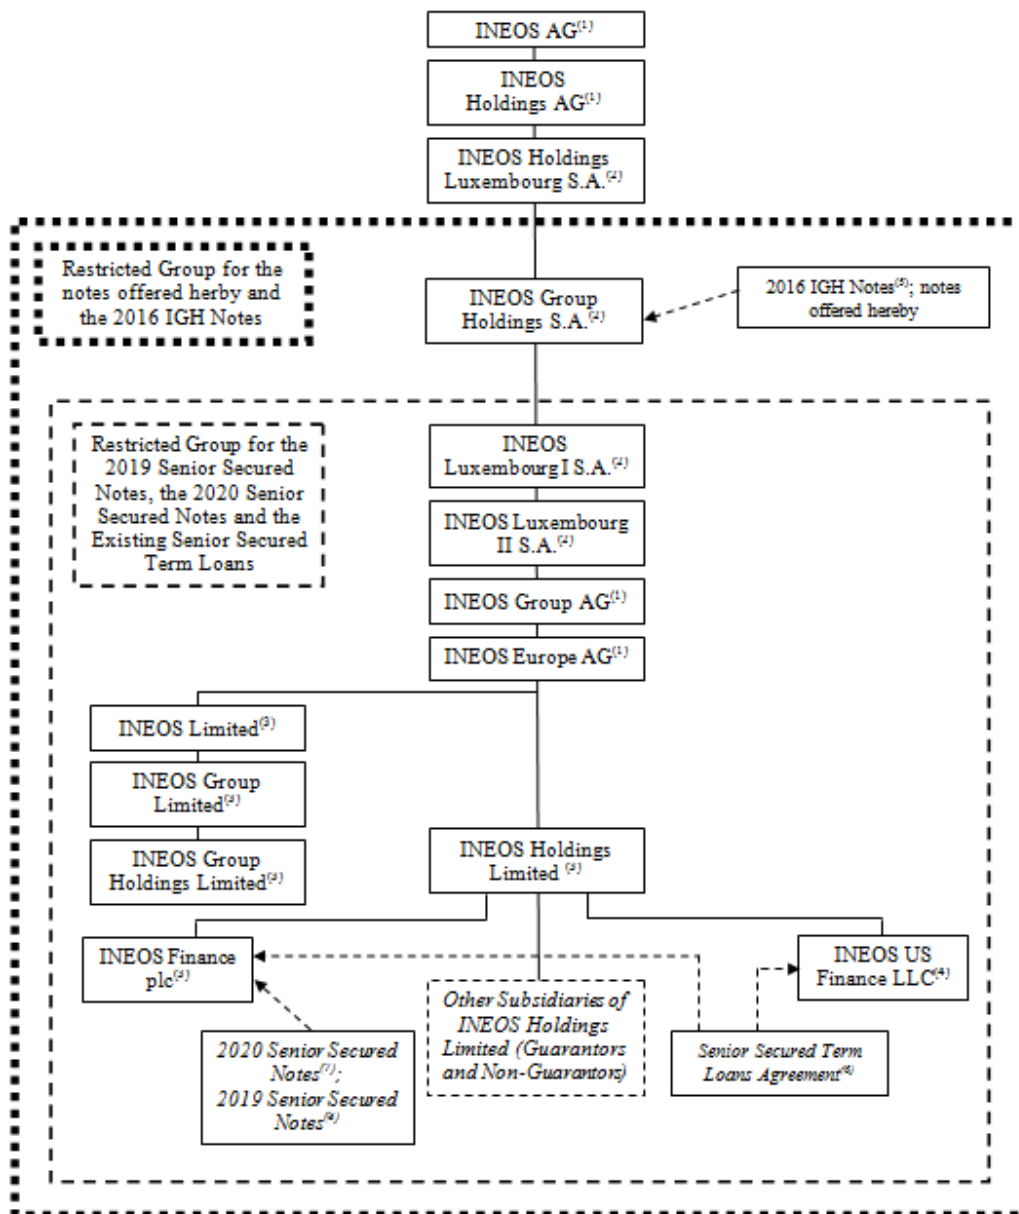 INEOS AG(1)
INEOS
Holdings AG(1)
INEOS Holdings
Luxembourg S.A.(2)
Restricted Group for the
notes offered herby and
the 2016 IGH Notes
INEOS Group
Holdings S.A.(2)
2016 IGH Notes(5); notes
offered hereby
Restricted Group for the
2019 Senior Secured
Notes, the 2020 Senior
Secured Notes and the
Existing Senior Secured
Term Loans
INEOS
Luxembourg I S.A.(2)
INEOS Luxembourg
II S.A.(2)
INEOS Group AG(1)
INEOS Europe AG(1)
INEOS Limited(3)
INEOS Group
Limited(3)
INEOS Group
Holdings Limited(3)
INEOS Holdings
Limited (3)
INEOS Finance
plc(3)
INEOS US
Finance LLC(4)
Other Subsidiaries of
INEOS Holdings
Limited (Guarantors
and Non-Guarantors)
2020 Senior Secured
Notes(7);
2019 Senior Secured
Notes(8)
Senior Secured Term
Loans Agreement(6)